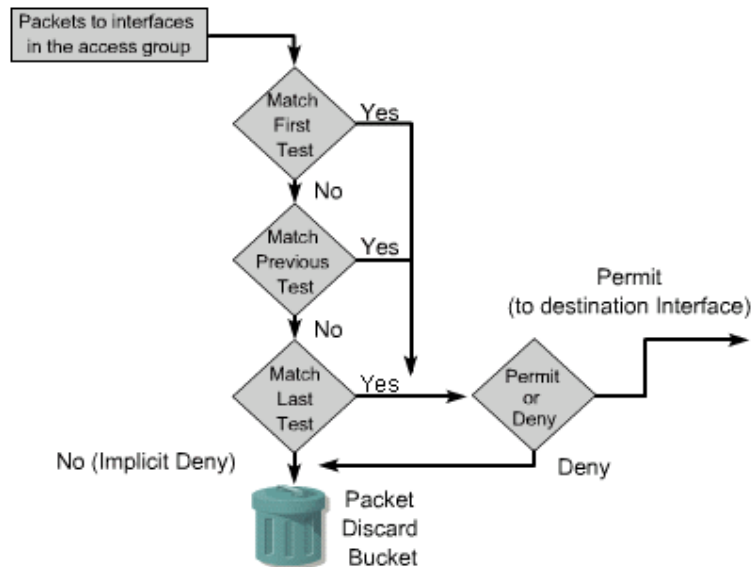 Packets to interfaces
in the access group
Match
First
Test
Yes
No
Match
Previous
Test
Yes
No
Match
Last
Test
Yes
Permit
or
Deny
Permit
(to destination Interface)
No (Implicit Deny)
Deny
Packet
Discard
Bucket